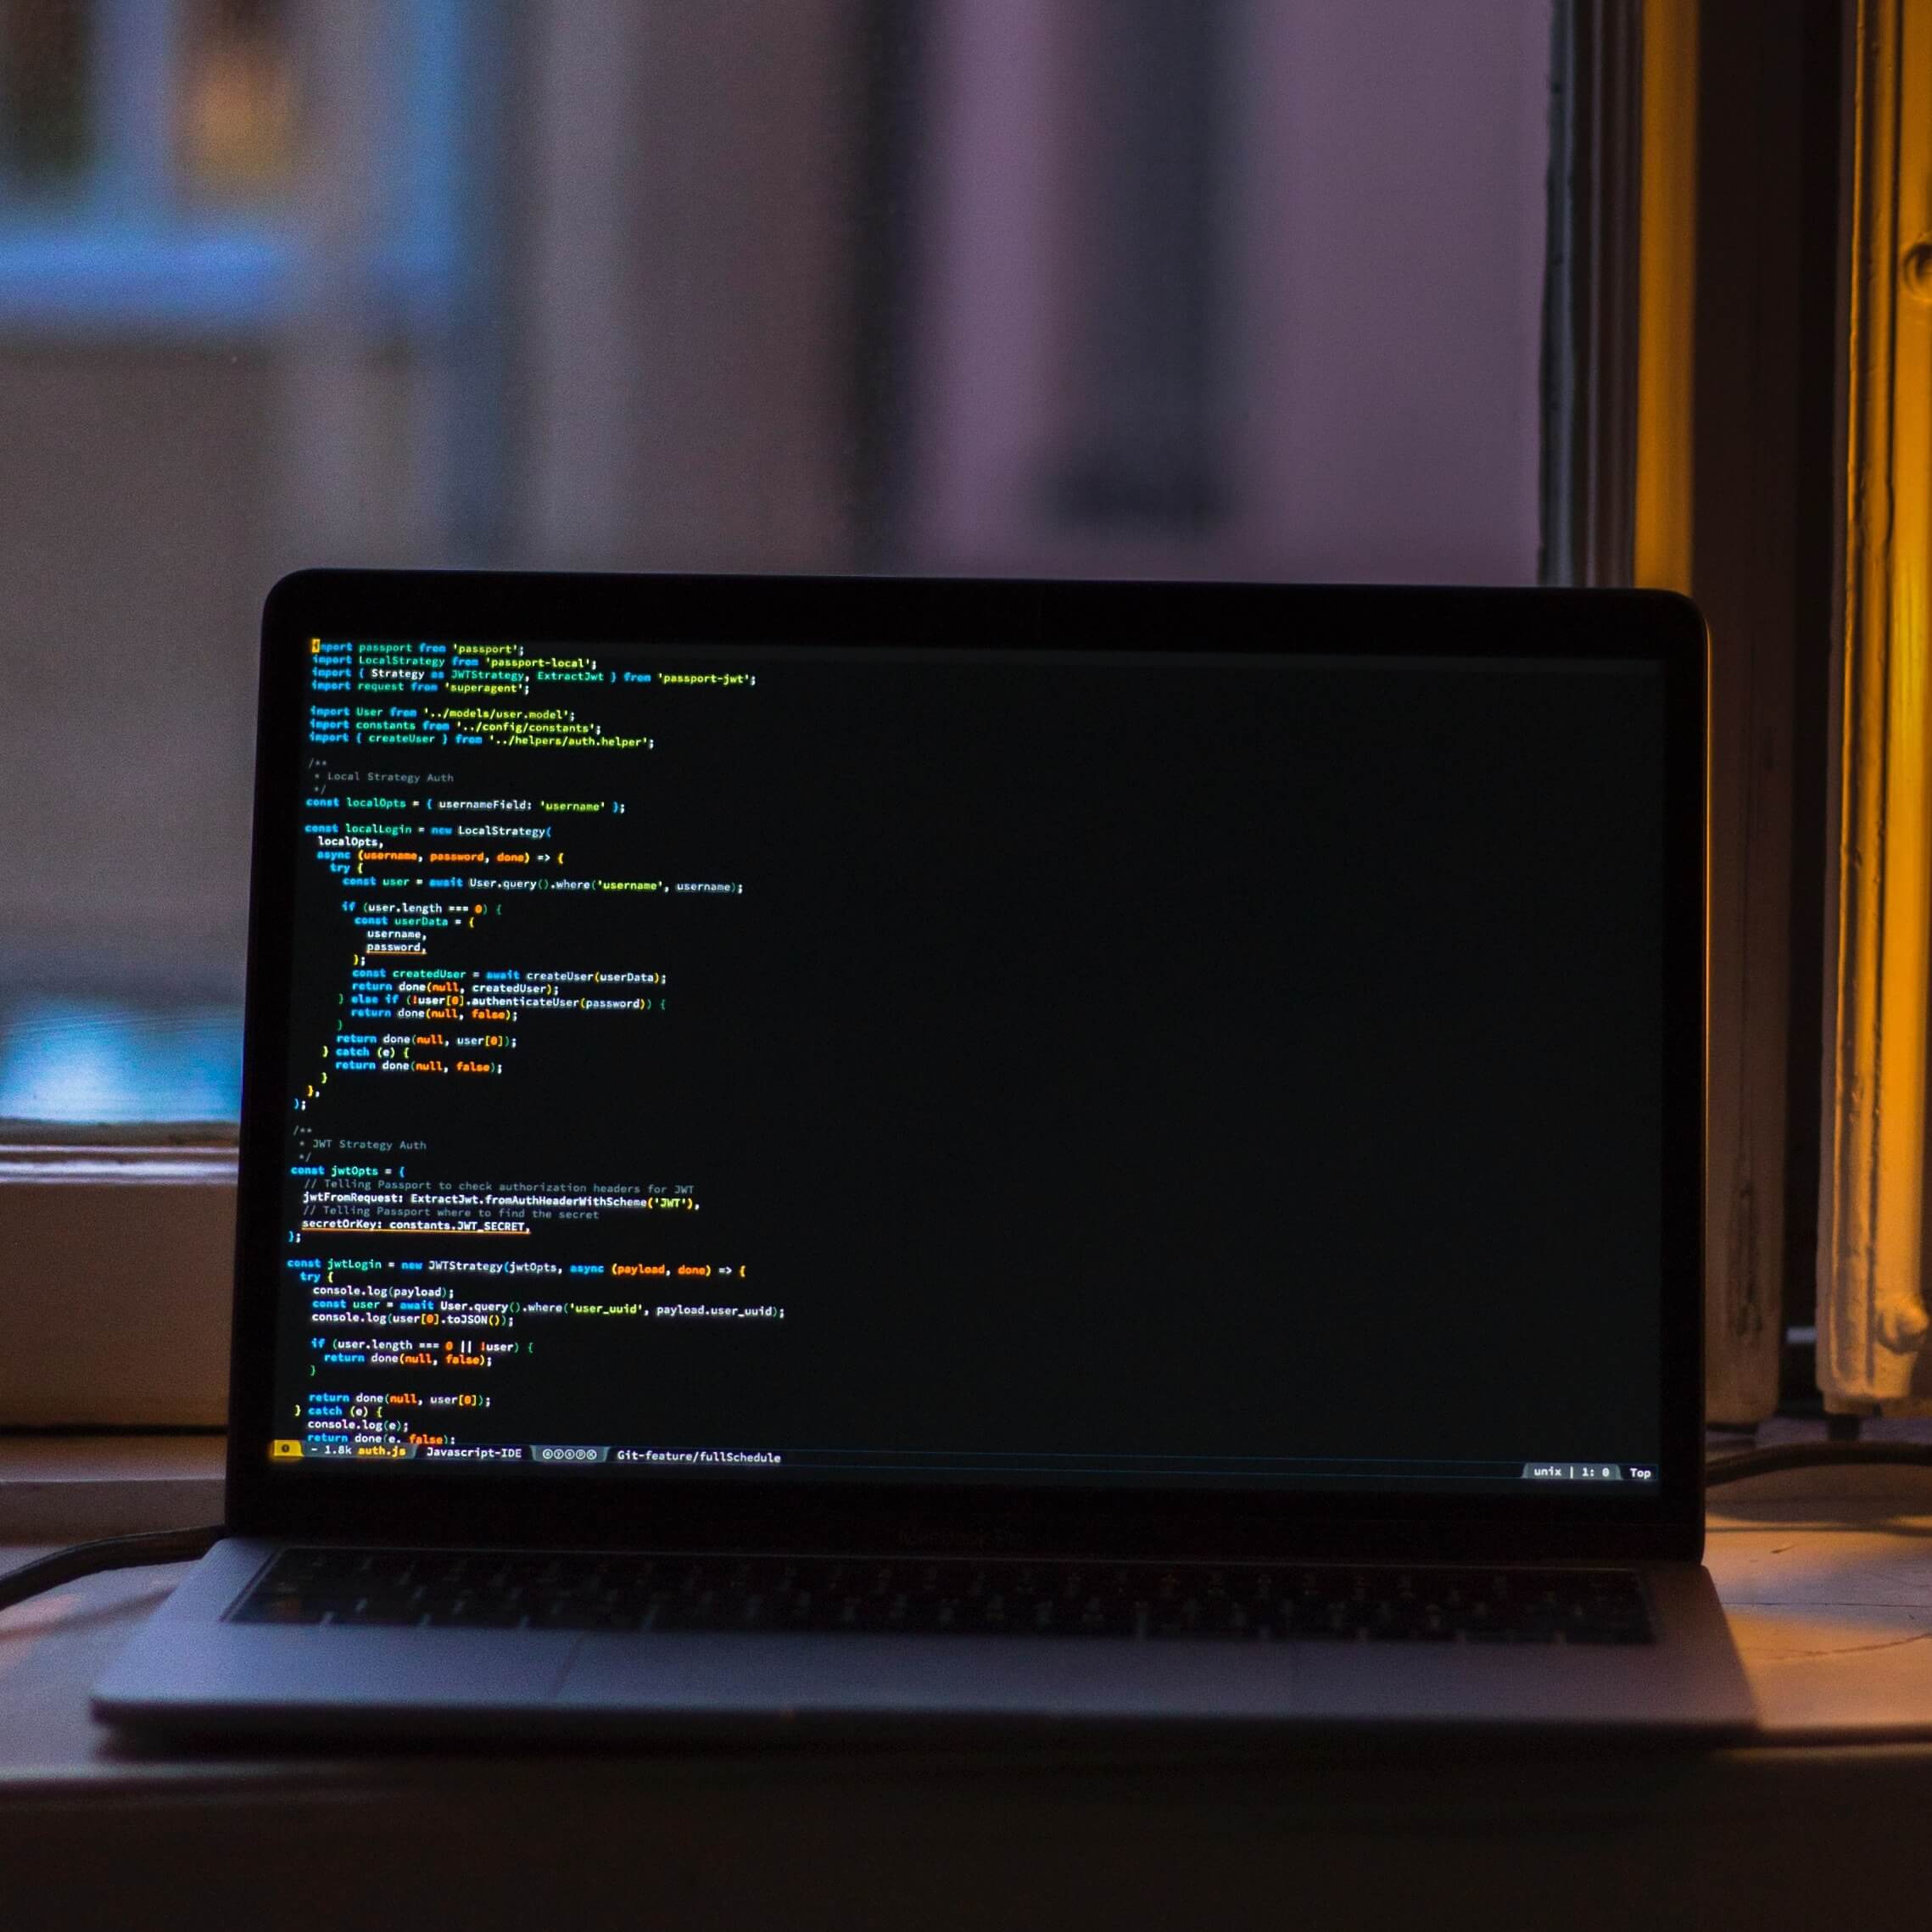 import passport from 'passport';
import LocalStrategy from 'passport-local';
import { Strategy as JWTStrategy, ExtractJwt } from 'passport-jwt';
import request from 'superagent';
import User from '../models/user.model';
import constants from '../config/constants';
import { createUser } from '../helpers/auth.helper';
/**
* Local Strategy Auth
*/
const localOpts = { usernameField: 'username' };
const localLogin = new LocalStrategy(
localOpts,
async (username, password, done) => {
try {
const user = await User.query().where('username', username);
if (user.length === 0) {
const userData = {
username,
password,
};
const createdUser = await createUser(userData);
return done(null, createdUser);
} else if (!user[0].authenticateUser(password)) {
return done(null, false);
}
return done(null, user[0]);
} catch (e) {
return done(null, false);
}
},
);
/**
* JWT Strategy Auth
*/
const jwtOpts = {
// Telling Passport to check authorization headers for JWT
jwtFromRequest: ExtractJwt.fromAuthHeaderWithScheme('JWT'),
// Telling Passport where to find the secret
secretOrKey: constants.JWT_SECRET,
};
const jwtLogin = new JWTStrategy(jwtOpts, async (payload, done) => {
try {
console.log(payload);
const user = await User.query().where('user_uuid', payload.user_uuid);
console.log(user[0].toJSON());
if (user.length === 0 || !user) {
return done(null, false);
}
return done(null, user[0]);
} catch (e) {
console.log(e);
return done(e, false);
- 1.8k auth.js Javascript-IDE Git-feature/fullSchedule unix | 1: 0 Top